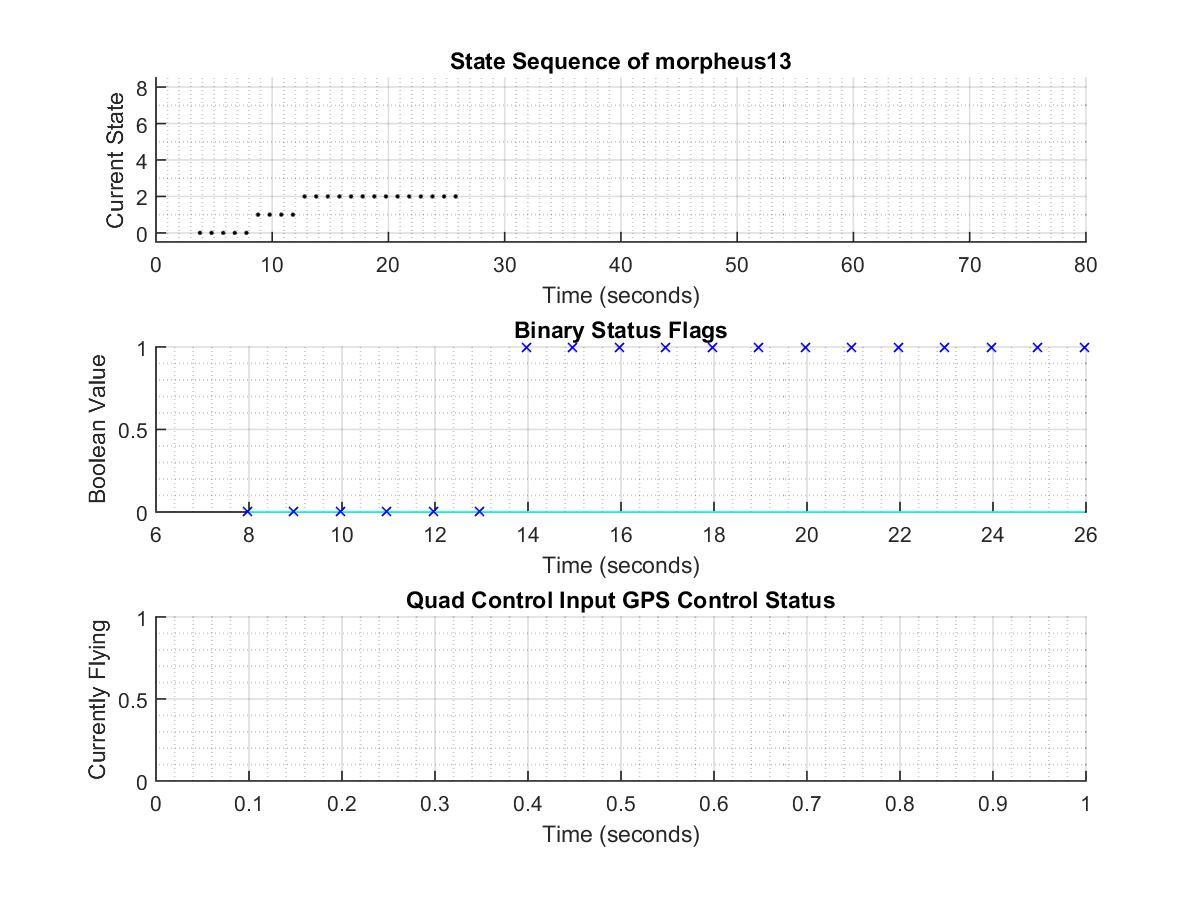 State Sequence of morpheus13
Current State
8
6
4
2
0
0 10 20 30 40 50 60 70 80
Time (seconds)
Binary Status Flags
Boolean Value
1
0.5
0
6 8 10 12 14 16 18 20 22 24 26
Time (seconds)
Quad Control Input GPS Control Status
Currently Flying
1
0.5
0
0 0.1 0.2 0.3 0.4 0.5 0.6 0.7 0.8 0.9 1
Time (seconds)